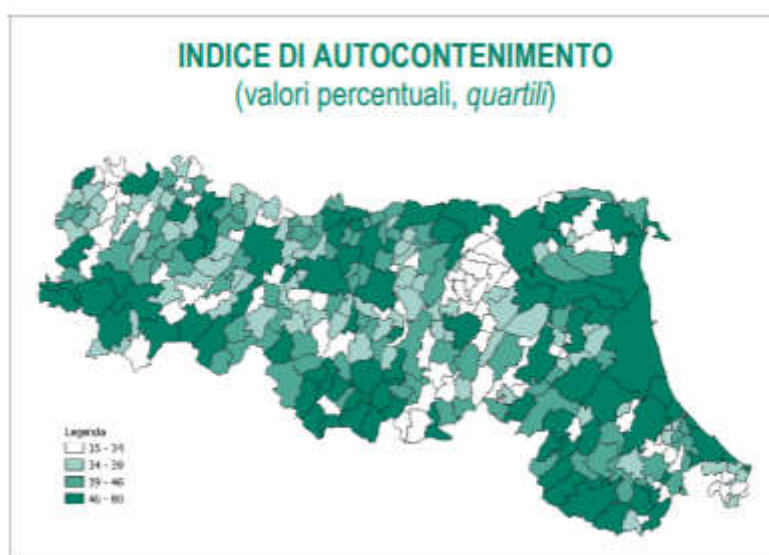 INDICE DI AUTOCONTENIMENTO
(valori percentuali, quartili)
Legenda
15 - 34
34 - 39
39 - 46
46 - 80